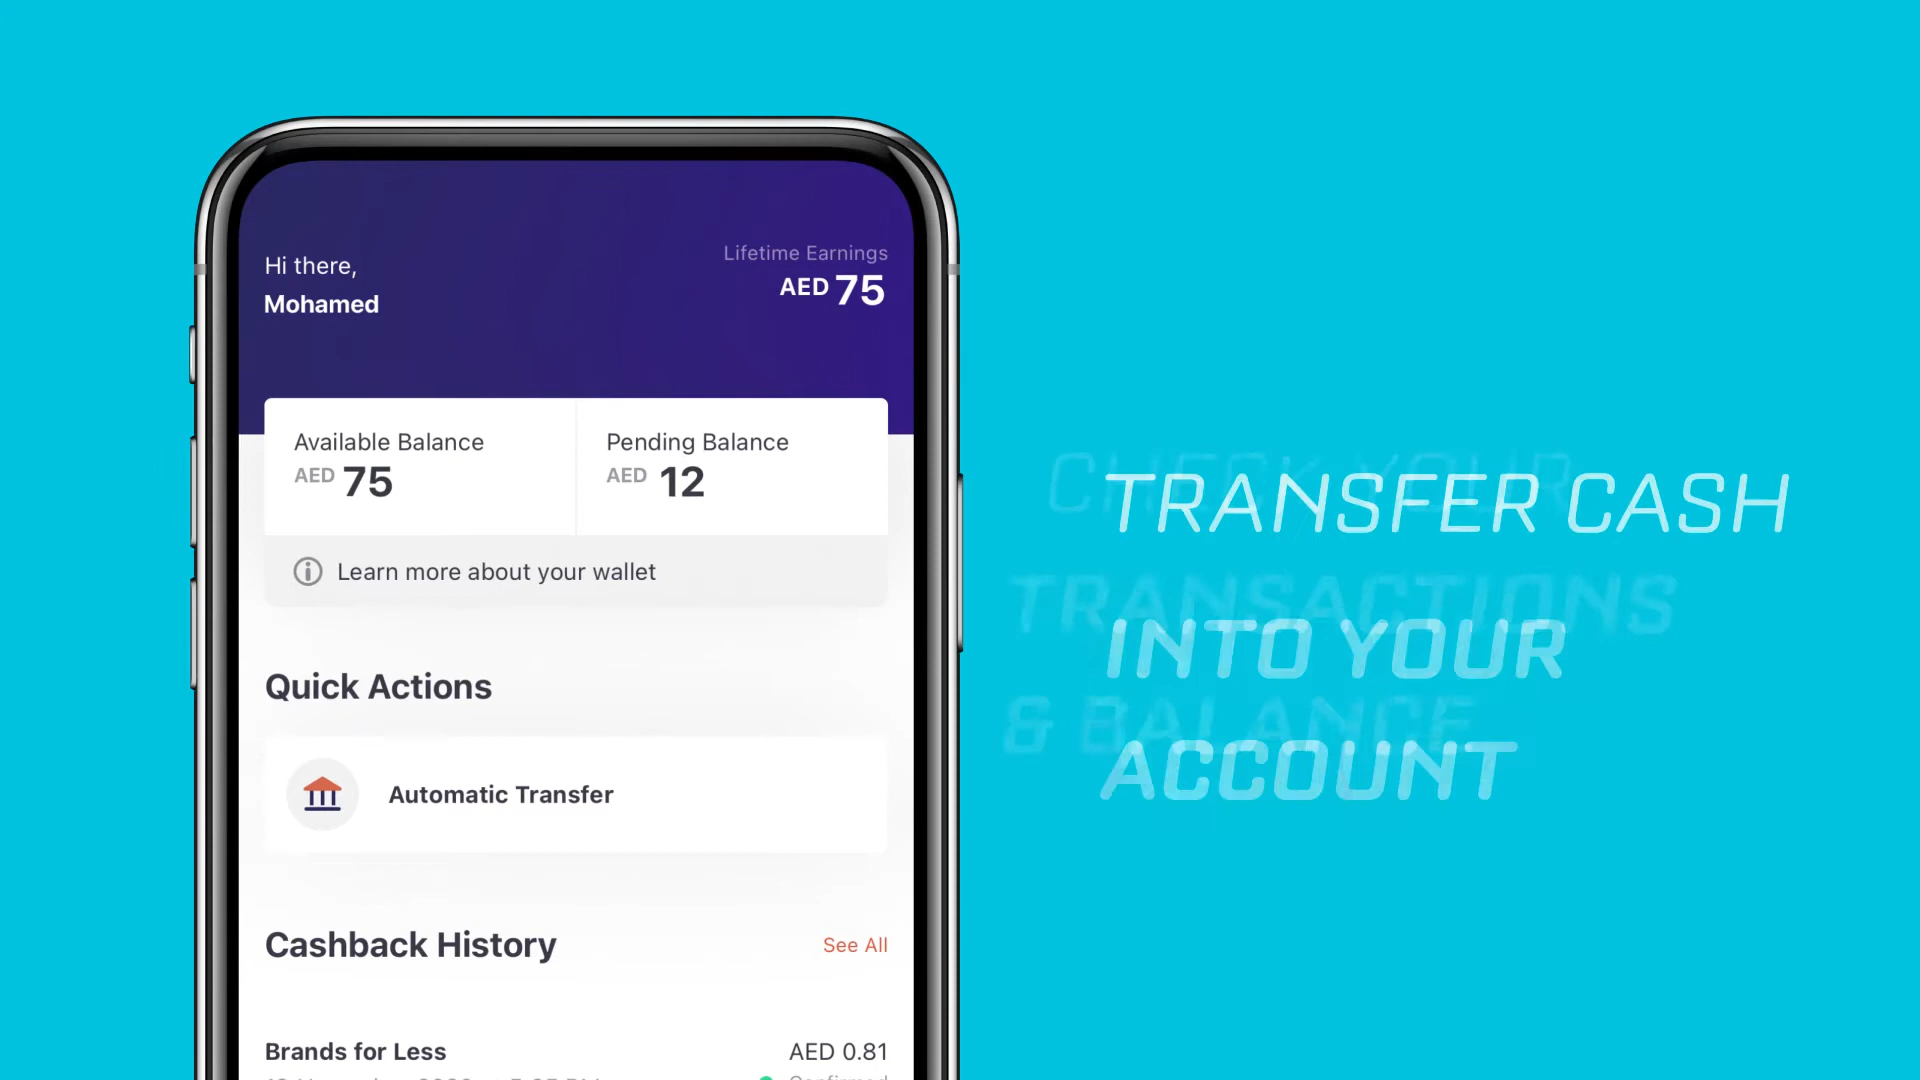 Hi there,
Mohamed
Lifetime Earnings
AED 75
Available Balance
AED 75
Pending Balance
AED 12
Learn more about your wallet
Quick Actions
Automatic Transfer
Cashback History
See All
Brands for Less
AED 0.81
Confirmed
CHECK YOUR
TRANSACTIONS
& BALANCE
TRANSFER CASH
INTO YOUR
ACCOUNT